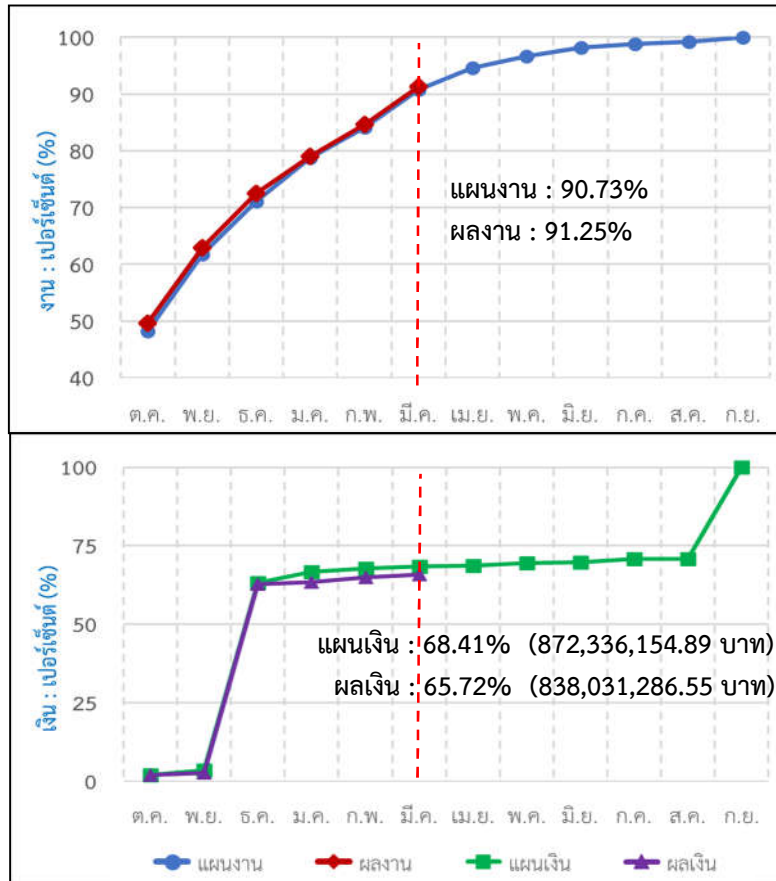 งาน : เปอร์เซ็นต์ (%)
100
90
80
70
60
50
40
แผนงาน : 90.73%
ผลงาน : 91.25%
ต.ค. พ.ย. ธ.ค. ม.ค. ก.พ. มี.ค. เม.ย. พ.ค. มิ.ย. ก.ค. ส.ค. ก.ย.
เงิน : เปอร์เซ็นต์ (%)
100
75
50
25
0
แผนเงิน : 68.41% (872,336,154.89 บาท)
ผลเงิน : 65.72% (838,031,286.55 บาท)
ต.ค. พ.ย. ธ.ค. ม.ค. ก.พ. มี.ค. เม.ย. พ.ค. มิ.ย. ก.ค. ส.ค. ก.ย.
แผนงาน ผลงาน แผนเงิน ผลเงิน